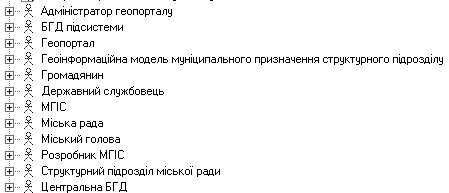 Адміністратор геопорталу
БГД підсистеми
Геопортал
Геоінформаційна модель муніципального призначення структурного підрозділу
Громадянин
Державний службовець
МГІС
Міська рада
Міський голова
Розробник МГІС
Структурний підрозділ міської ради
Центральна БГД